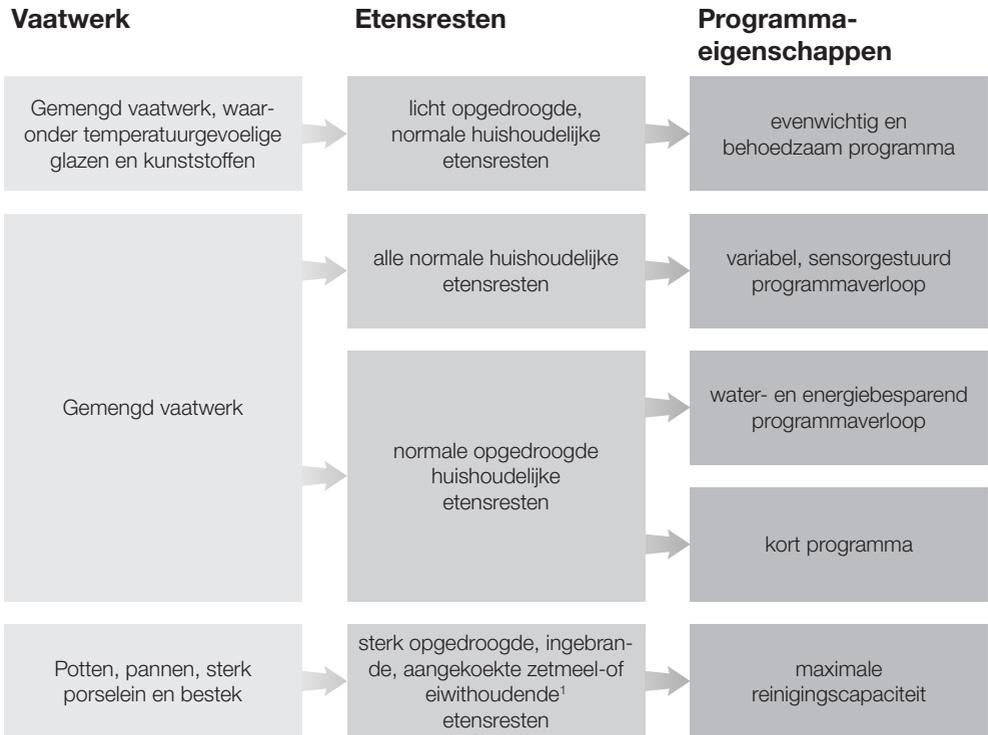 Vaatwerk
Etensresten
Programma-
eigenschappen
Gemengd vaatwerk, waar-
onder temperatuurgevoelige
glazen en kunststoffen
licht opgedroogde,
normale huishoudelijke
etensresten
evenwichtig en
behoedzaam programma
Gemengd vaatwerk
alle normale huishoudelijke
etensresten
variabel, sensorgestuurd
programmaverloop
normale opgedroogde
huishoudelijke
etensresten
water- en energiebesparend
programmaverloop
kort programma
Potten, pannen, sterk
porselein en bestek
sterk opgedroogde, ingebran-
de, aangekoekte zetmeel-of
eiwithoudende¹
etensresten
maximale
reinigingscapaciteit